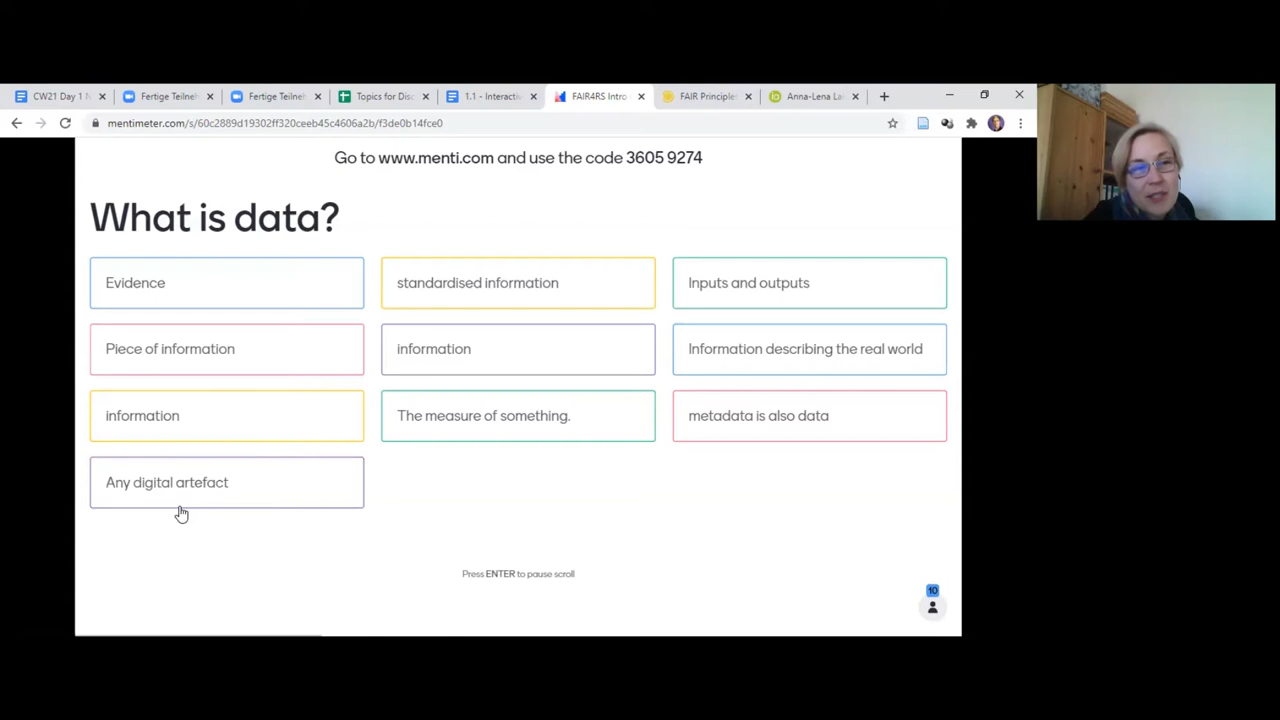 CW21 Day 1 N
Fertige Teilneh
Fertige Teilneh
Topics for Disc
1.1 - Interactiv
FAIR4RS Intro
FAIR Principles
Anna-Lena La
mentimeter.com/s/60c2889d19302ff320ceeb45c4606a2b/f3de0b14fce0
Go to www.menti.com and use the code 3605 9274
What is data?
Evidence
standardised information
Inputs and outputs
Piece of information
information
Information describing the real world
information
The measure of something.
metadata is also data
Any digital artefact
Press ENTER to pause scroll
10